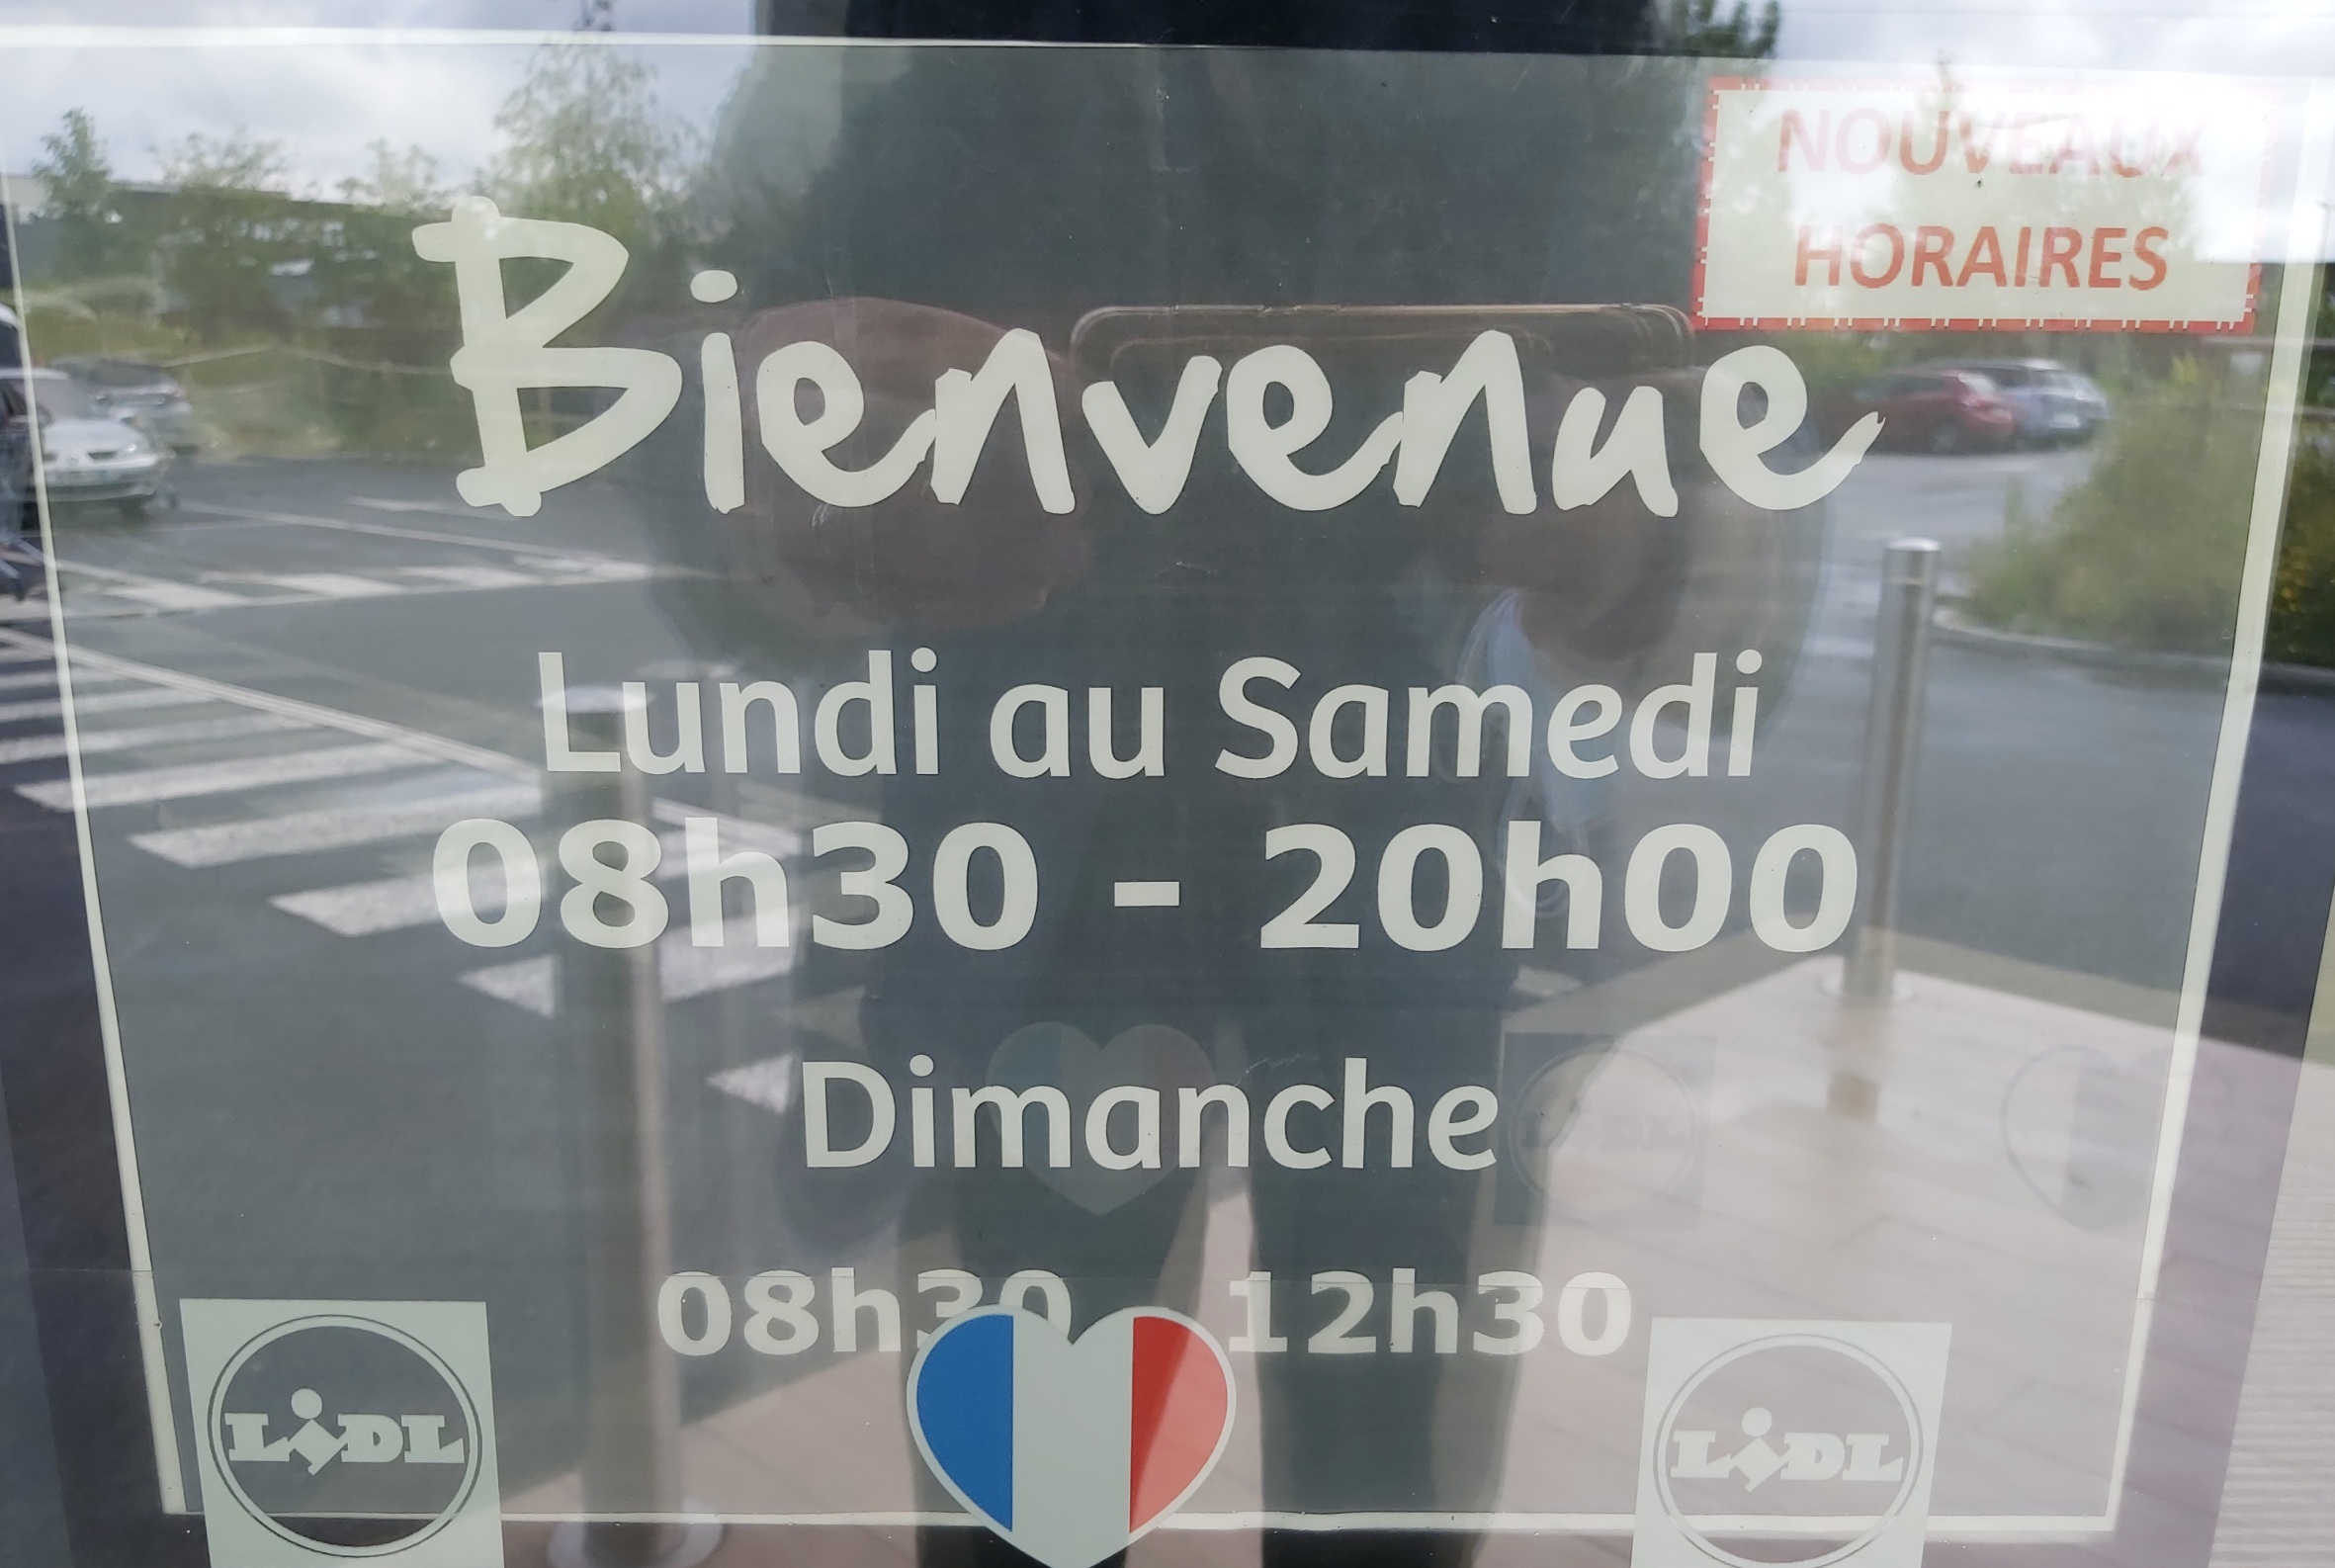 NOUVEAUX
HORAIRES
Bienvenue
Lundi au Samedi
08h30 - 20h00
Dimanche
08h30 12h30
LIDL
LIDL